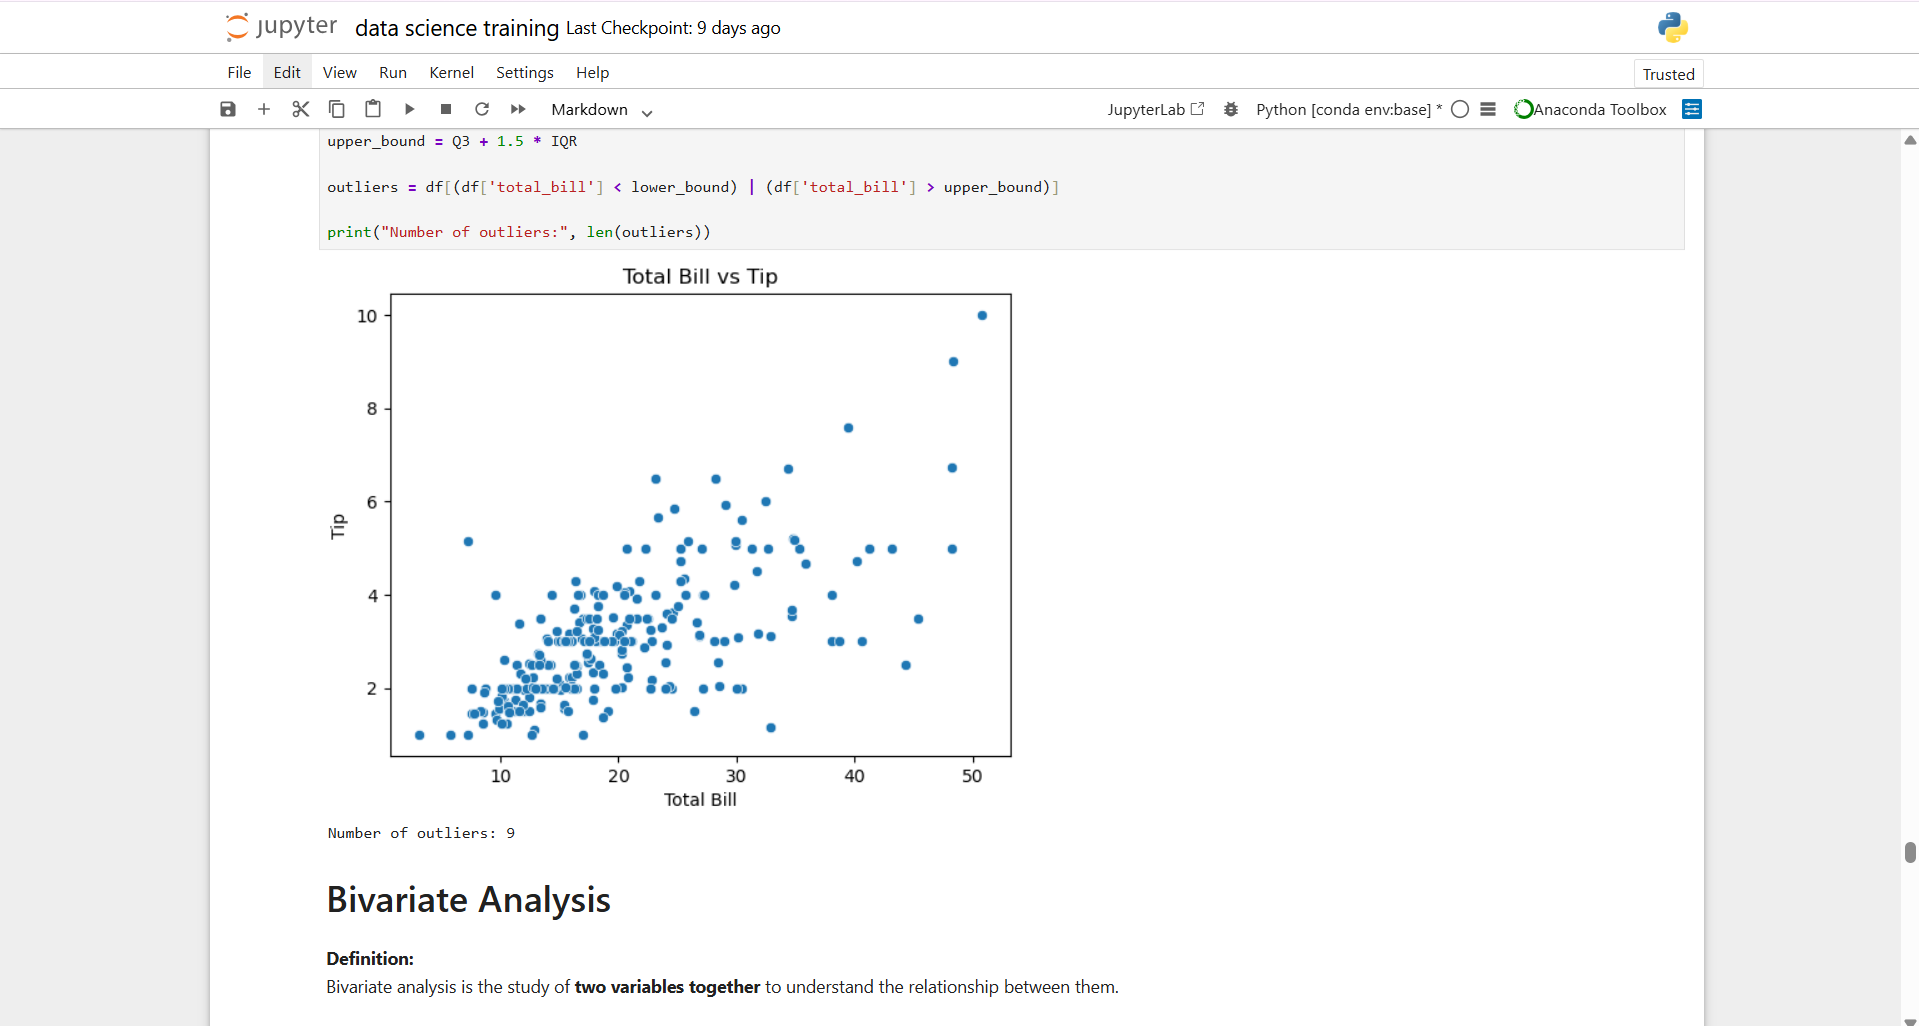 jupyter data science training Last Checkpoint: 9 days ago
File Edit View Run Kernel Settings Help Trusted
Markdown JupyterLab Python [conda env:base] * Anaconda Toolbox
upper_bound = Q3 + 1.5 * IQR
outliers = df[(df['total_bill'] < lower_bound) | (df['total_bill'] > upper_bound)]
print("Number of outliers:", len(outliers))
Total Bill vs Tip
10
8
6
4
2
Tip
10 20 30 40 50
Total Bill
Number of outliers: 9
Bivariate Analysis
Definition:
Bivariate analysis is the study of two variables together to understand the relationship between them.